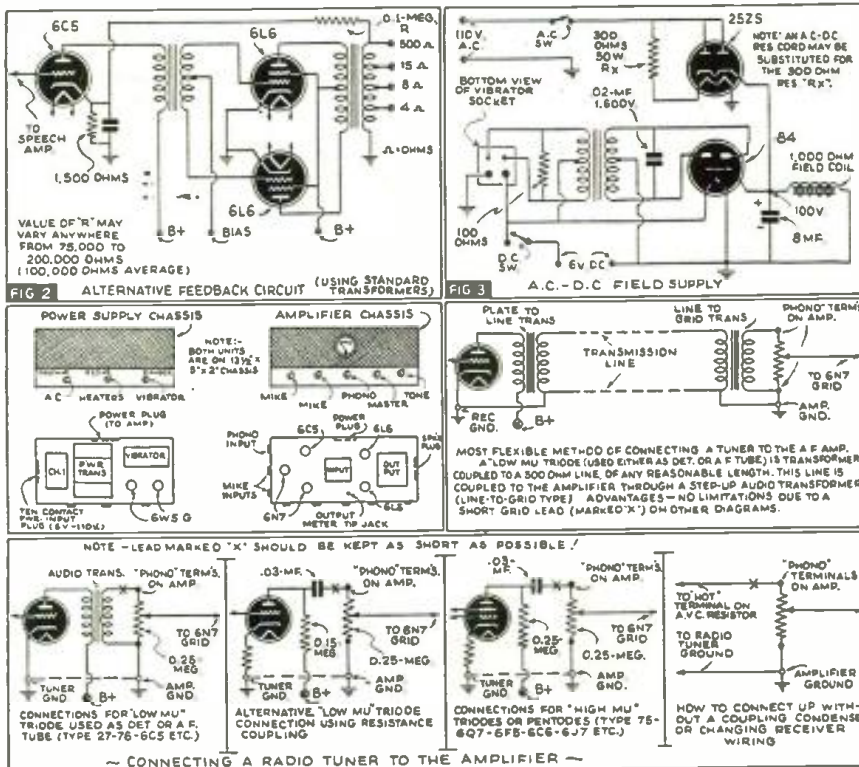 6C5
6L6
0.1-MEG,
R
500 Ω
15 Ω
8 Ω
4 Ω
Ω=OHMS
TO
SPEECH
AMP.
1,500 OHMS
6L6
B+
BIAS
B+
VALUE OF "R" MAY
VARY ANYWHERE
FROM 75,000 TO
200,000 OHMS
(100,000 OHMS AVERAGE)
FIG 2
ALTERNATIVE FEEDBACK CIRCUIT
(USING STANDARD
TRANSFORMERS)
110V
A.C.
A.C
SW
300
OHMS
50W
RX
25Z5
NOTE: AN A C-DC
RES CORD MAY BE
SUBSTITUTED FOR
THE 300 OHM
RES "RX".
BOTTOM VIEW
OF VIBRATOR
SOCKET
.02-MF
1,600V.
84
1,000 OHM
FIELD COIL
100V
8 MF.
100
OHMS
D.C
SW.
6V DC
FIG 3
A.C.-D.C FIELD SUPPLY
POWER SUPPLY CHASSIS
AMPLIFIER CHASSIS
NOTE:-
BOTH UNITS
ARE ON 13½"X
5"X 2" CHASSIS
A C
HEATERS
VIBRATOR
MIKE
MIKE
PHONO
MASTER
TONE
POWER PLUG
(TO AMP)
CH.1
PWR
TRANS
VIBRATOR
6W5 G
TEN CONTACT
PWR-INPUT
PLUG (6V-110V.)
PHONO
INPUT
6C5
POWER
PLUG
6L6
SPKR
PLUG
MIKE
INPUTS
INPUT
OUT
PUT
6N7
OUTPUT
METER TIP JACK
6L6
PLATE TO
LINE TRANS
LINE TO
GRID TRANS
"PHONO" TERM'S
ON AMP.
TRANSMISSION
LINE
TO 6N7
GRID
REC
GND.
B+
AMP.
GND.
MOST FLEXIBLE METHOD OF CONNECTING A TUNER TO THE A F AMP.
A "LOW MU TRIODE (USED EITHER AS DET. OR A F TUBE) IS TRANSFORMER
COUPLED TO A 500 OHM LINE, OF ANY REASONABLE LENGTH. THIS LINE IS
COUPLED TO THE AMPLIFIER THROUGH A STEP-UP AUDIO TRANSFORMER
(LINE-TO-GRID TYPE) ADVANTAGES-NO LIMITATIONS DUE TO A
SHORT GRID LEAD (MARKED "X") ON OTHER DIAGRAMS.
NOTE -LEAD MARKED "X" SHOULD BE KEPT AS SHORT AS POSSIBLE!
AUDIO TRANS.
"PHONO" TERM'S.
ON AMP.
X
TO 6N7
GRID
0.25-
MEG
TUNER
GND
B+
AMP
GND.
CONNECTIONS FOR "LOW MU"
TRIODE USED AS DET OR A F.
TUBE (TYPE 27-76-6C5 ETC.)
.03-MF.
"PHONO" TERM'S
ON AMP.
X
TO 6N7
GRID
0.15-
MEG
0.25-MEG
TUNER
GND
B+
AMP
GND.
ALTERNATIVE "LOW MU" TRIODE
CONNECTION USING RESISTANCE
COUPLING
.03-
MF.
"PHONO" TERM'S.
ON AMP.
X
TO 6N7
GRID
0.25-
MEG
0.25-MEG.
TUNER
GND
B+
AMP
GND.
CONNECTIONS FOR "HIGH MU"
TRIODES OR PENTODES (TYPE 75-
6Q7-6F5-6C6-6J7 ETC.)
X
"PHONO"
TERMINALS
ON AMP.
TO "HOT"
TERMINAL ON
A.V.C. RESISTOR
TO 6N7
GRID
TO RADIO
TUNER
GROUND
AMPLIFIER
GROUND
HOW TO CONNECT UP WITH-
OUT A COUPLING CONDENSE
OR CHANGING RECEIVER
WIRING
~ CONNECTING A RADIO TUNER TO THE AMPLIFIER ~